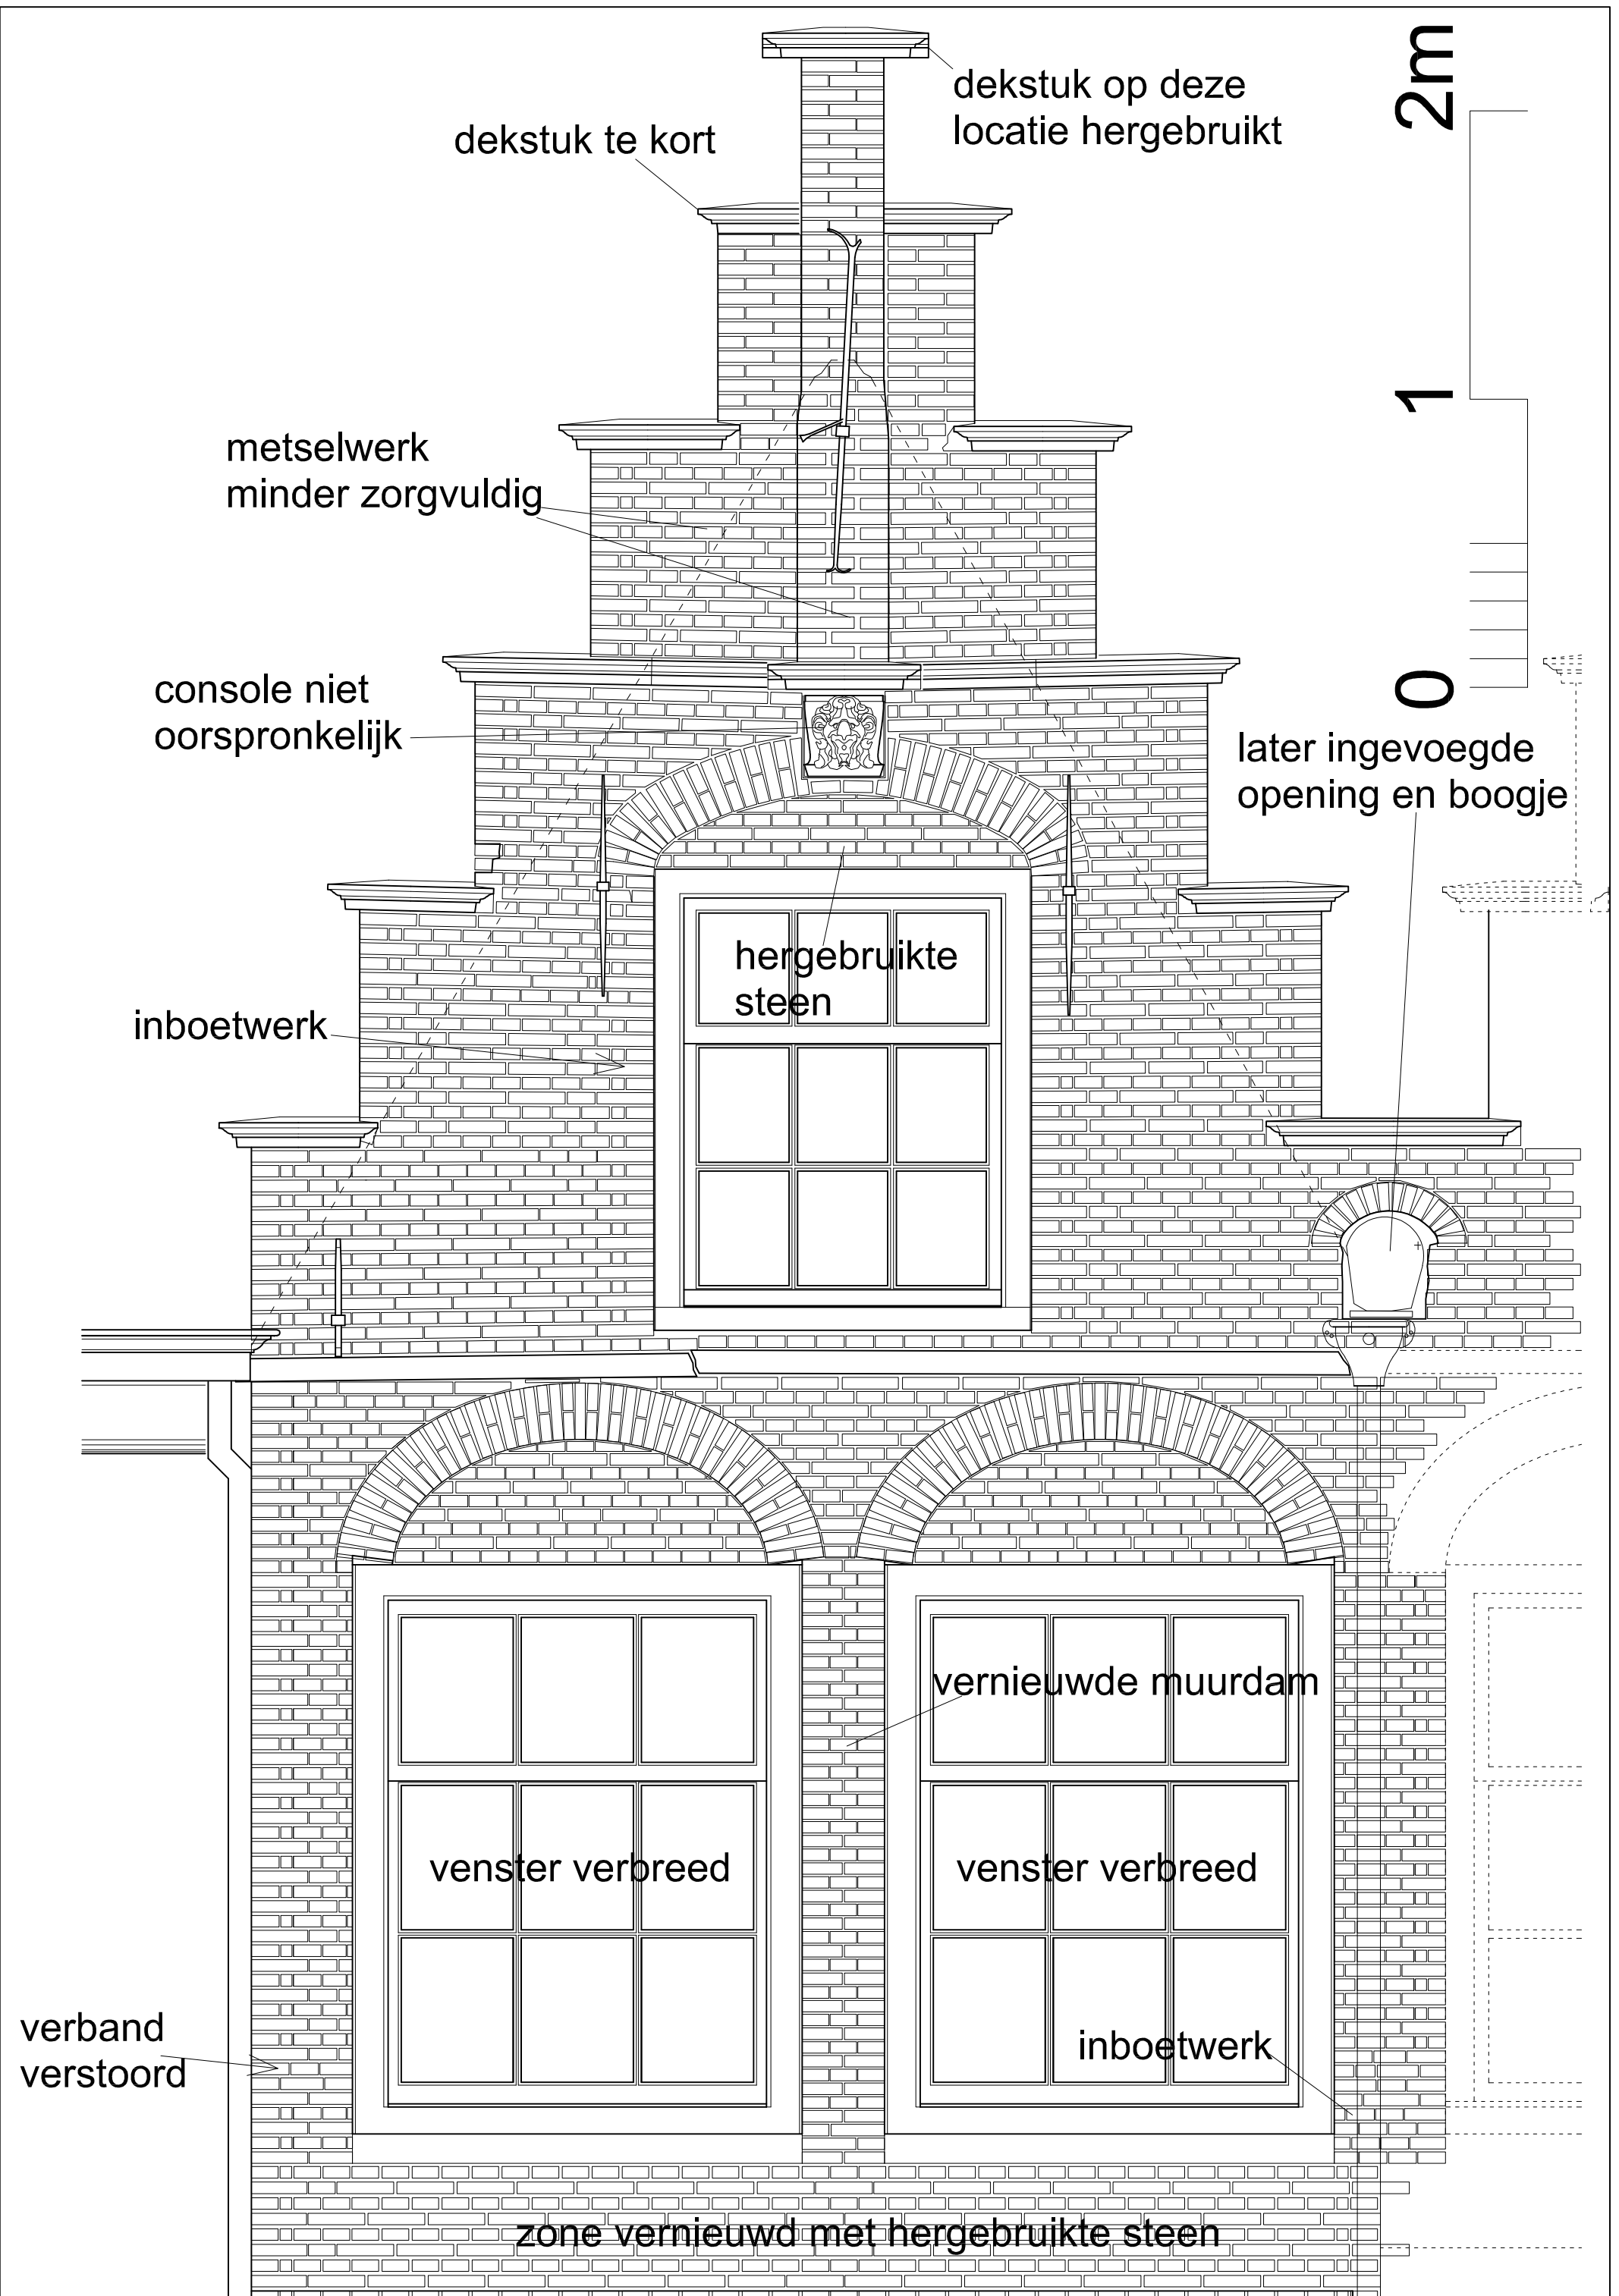 dekstuk op deze
locatie hergebruikt
2m
dekstuk te kort
1
metselwerk
minder zorgvuldig
0
console niet
oorspronkelijk
later ingevoegde
opening en boogje
hergebruikte
steen
inboetwerk
vernieuwde muurdam
venster verbreed
venster verbreed
verband
verstoord
inboetwerk
zone vernieuwd met hergebruikte steen